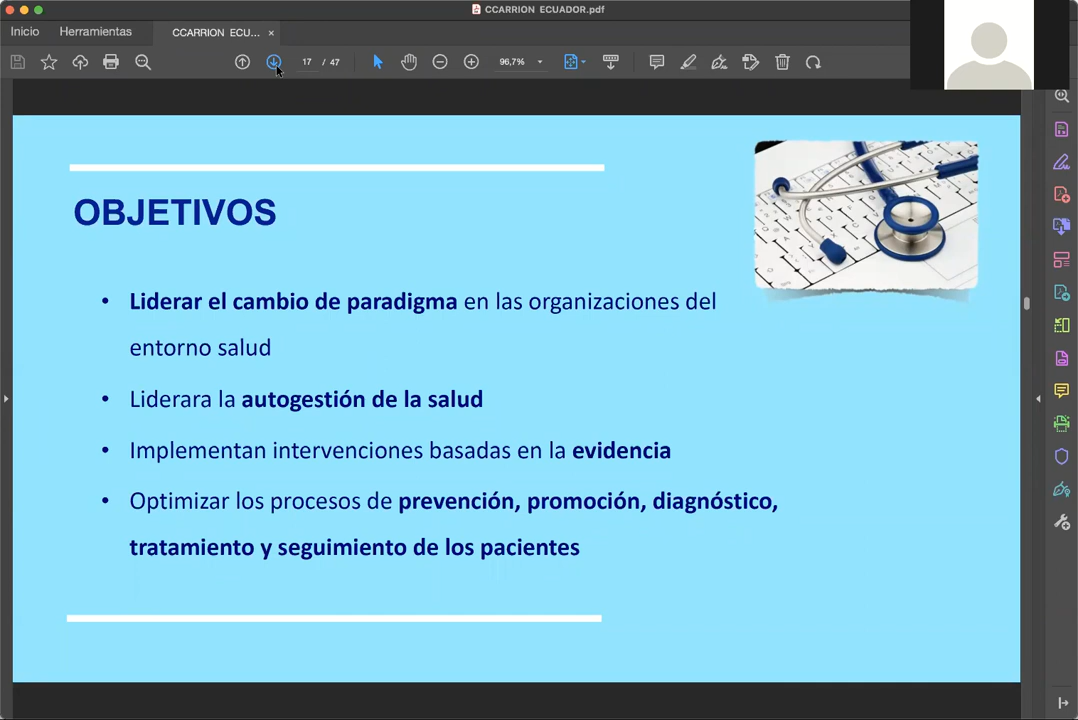 CCARRION ECUADOR.pdf
Inicio
Herramientas
CCARRION ECU...
17 / 47
96,7%
OBJETIVOS
• Liderar el cambio de paradigma en las organizaciones del
entorno salud
• Liderara la autogestión de la salud
• Implementan intervenciones basadas en la evidencia
• Optimizar los procesos de prevención, promoción, diagnóstico,
tratamiento y seguimiento de los pacientes